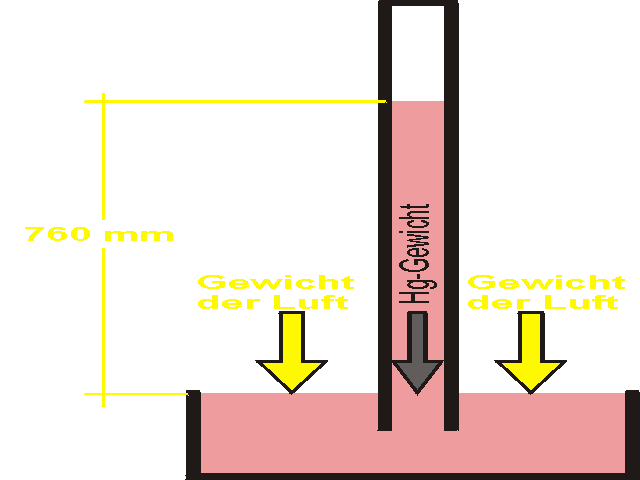 760 mm
Gewicht
der Luft
Hg-Gewicht
Gewicht
der Luft